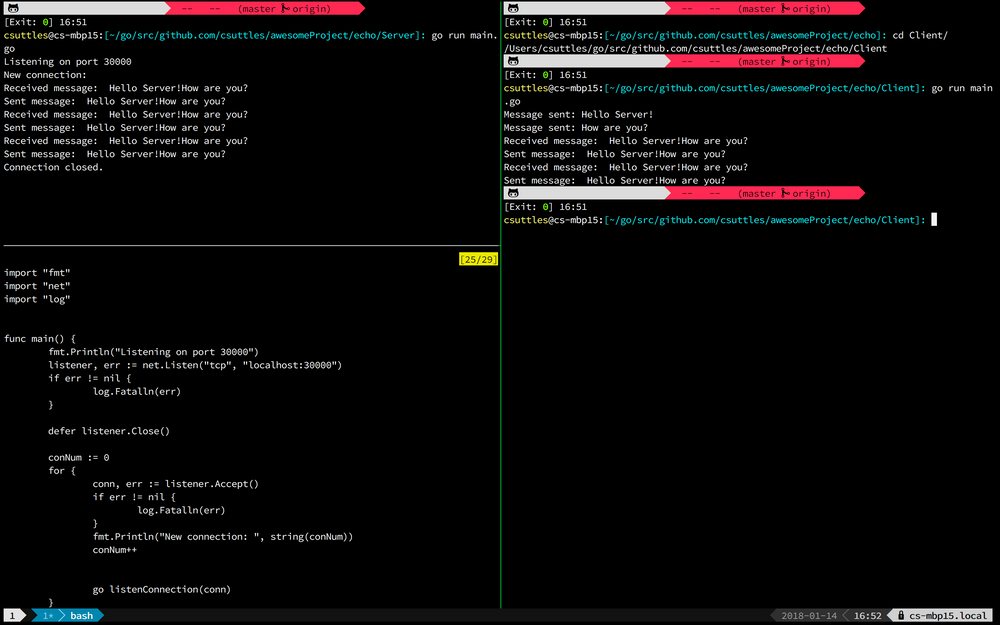 -- -- (master origin)
[Exit: 0] 16:51
csuttles@cs-mbp15:[~/go/src/github.com/csuttles/awesomeProject/echo/Server]: go run main.
go
Listening on port 30000
New connection:
Received message:  Hello Server!How are you?
Sent message:  Hello Server!How are you?
Received message:  Hello Server!How are you?
Sent message:  Hello Server!How are you?
Received message:  Hello Server!How are you?
Sent message:  Hello Server!How are you?
Connection closed.
[25/29]
import "fmt"
import "net"
import "log"
func main() {
        fmt.Println("Listening on port 30000")
        listener, err := net.Listen("tcp", "localhost:30000")
        if err != nil {
                log.Fatalln(err)
        }
        defer listener.Close()
        conNum := 0
        for {
                conn, err := listener.Accept()
                if err != nil {
                        log.Fatalln(err)
                }
                fmt.Println("New connection: ", string(conNum))
                conNum++
                go listenConnection(conn)
        }
-- -- (master origin)
[Exit: 0] 16:51
csuttles@cs-mbp15:[~/go/src/github.com/csuttles/awesomeProject/echo]: cd Client/
/Users/csuttles/go/src/github.com/csuttles/awesomeProject/echo/Client
-- -- (master origin)
[Exit: 0] 16:51
csuttles@cs-mbp15:[~/go/src/github.com/csuttles/awesomeProject/echo/Client]: go run main
.go
Message sent: Hello Server!
Message sent: How are you?
Received message:  Hello Server!How are you?
Sent message:  Hello Server!How are you?
Received message:  Hello Server!How are you?
Sent message:  Hello Server!How are you?
-- -- (master origin)
[Exit: 0] 16:51
csuttles@cs-mbp15:[~/go/src/github.com/csuttles/awesomeProject/echo/Client]:
1 1* bash 2018-01-14 16:52 cs-mbp15.local